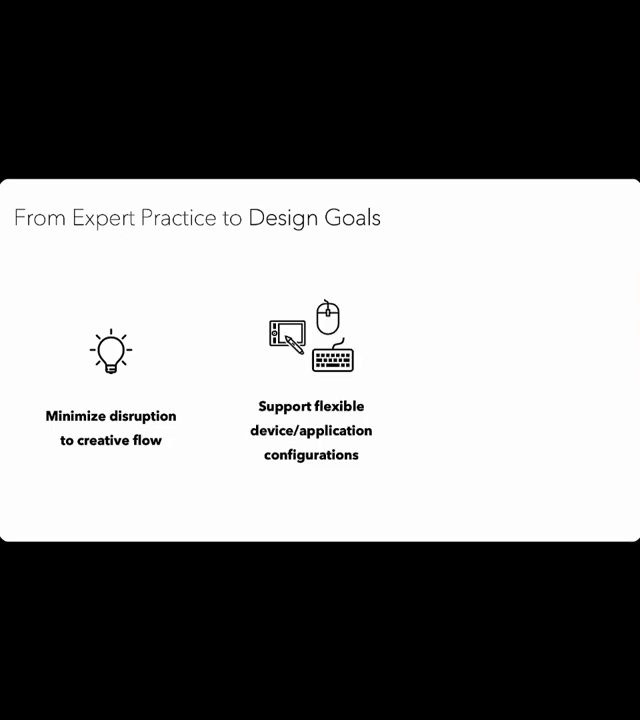 From Expert Practice to Design Goals
Minimize disruption
to creative flow
Support flexible
device/application
configurations